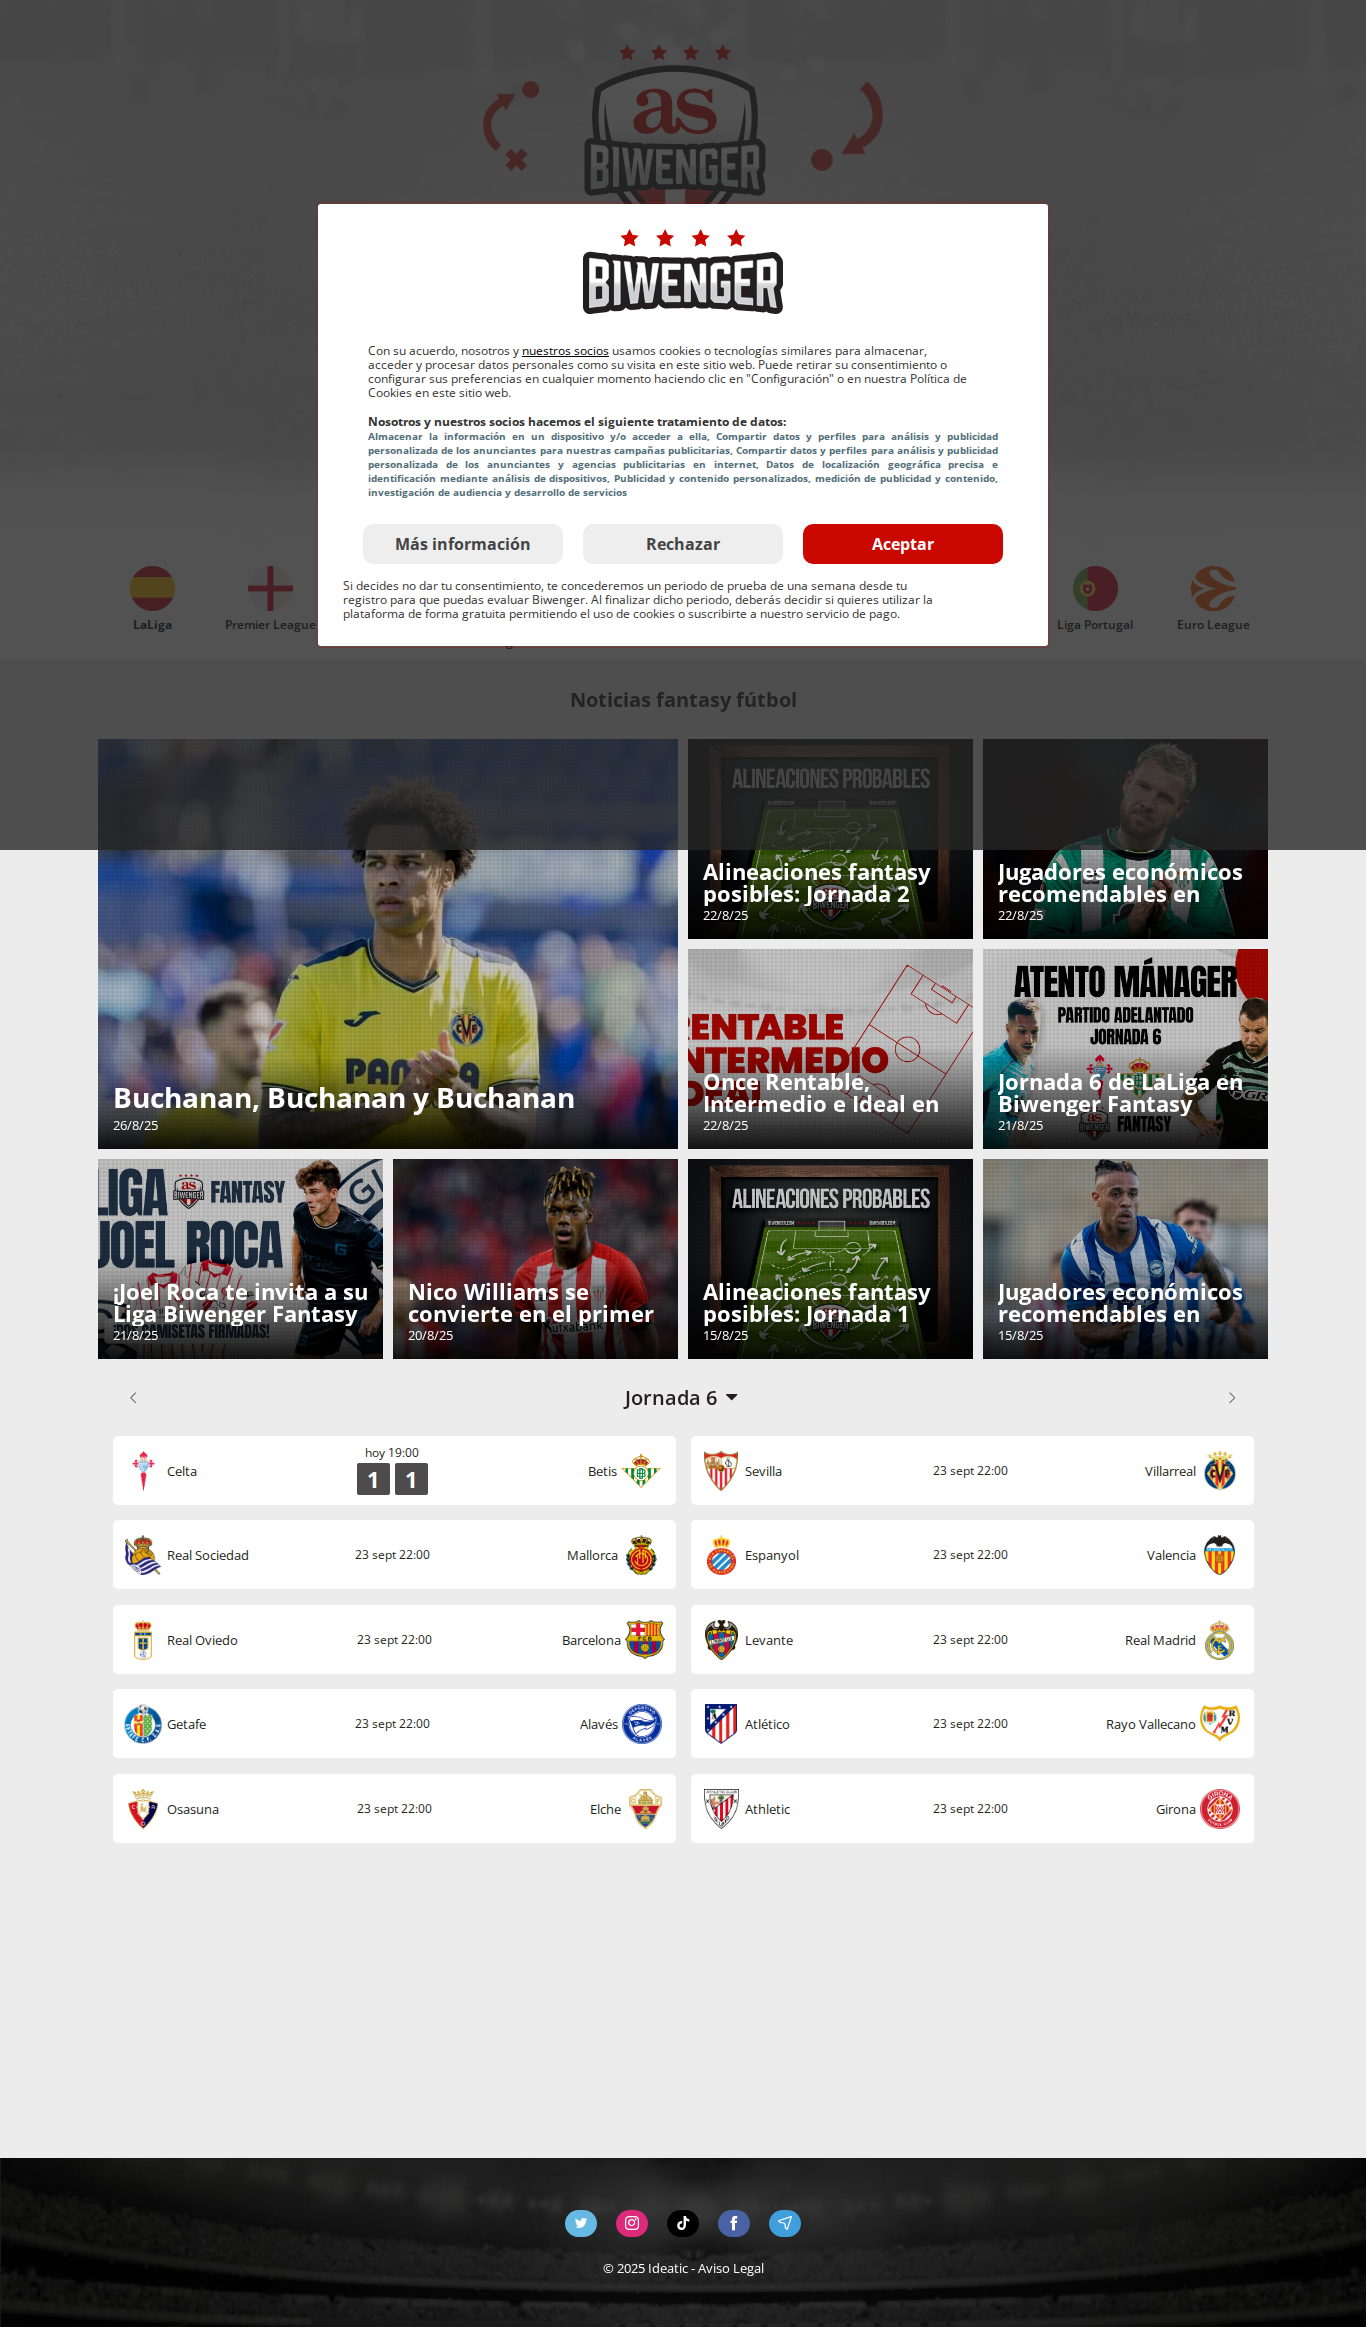 as
BIWENGER
BIWENGER
Con su acuerdo, nosotros y nuestros socios usamos cookies o tecnologías similares para almacenar,
acceder y procesar datos personales como su visita en este sitio web. Puede retirar su consentimiento o
configurar sus preferencias en cualquier momento haciendo clic en "Configuración" o en nuestra Política de
Cookies en este sitio web.
Nosotros y nuestros socios hacemos el siguiente tratamiento de datos:
Almacenar la información en un dispositivo y/o acceder a ella, Compartir datos y perfiles para análisis y publicidad
personalizada de los anunciantes para nuestras campañas publicitarias, Compartir datos y perfiles para análisis y publicidad
personalizada de los anunciantes y agencias publicitarias en internet, Datos de localización geográfica precisa e
identificación mediante análisis de dispositivos, Publicidad y contenido personalizados, medición de publicidad y contenido,
investigación de audiencia y desarrollo de servicios
Más información
Rechazar
Aceptar
Si decides no dar tu consentimiento, te concederemos un periodo de prueba de una semana desde tu
registro para que puedas evaluar Biwenger. Al finalizar dicho periodo, deberás decidir si quieres utilizar la
plataforma de forma gratuita permitiendo el uso de cookies o suscribirte a nuestro servicio de pago.
LaLiga
Premier League
Liga Portugal
Euro League
Noticias fantasy fútbol
Buchanan, Buchanan y Buchanan
26/8/25
ALINEACIONES PROBABLES
Alineaciones fantasy
posibles: Jornada 2
22/8/25
Jugadores económicos
recomendables en
22/8/25
RENTABLE
INTERMEDIO
IDEAL
Once Rentable,
Intermedio e Ideal en
22/8/25
ATENTO MÁNAGER
PARTIDO ADELANTADO
JORNADA 6
Jornada 6 de LaLiga en
Biwenger Fantasy
FANTASY
21/8/25
LIGA
as
BIWENGER
FANTASY
JOEL ROCA
¡Joel Roca te invita a su
Liga Biwenger Fantasy
CAMISETAS FIRMADAS!
21/8/25
Nico Williams se
convierte en el primer
20/8/25
ALINEACIONES PROBABLES
Alineaciones fantasy
posibles: Jornada 1
15/8/25
Jugadores económicos
recomendables en
15/8/25
Jornada 6
Celta
hoy 19:00
1 1
Betis
Sevilla
23 sept 22:00
Villarreal
Real Sociedad
23 sept 22:00
Mallorca
Espanyol
23 sept 22:00
Valencia
Real Oviedo
23 sept 22:00
Barcelona
Levante
23 sept 22:00
Real Madrid
Getafe
23 sept 22:00
Alavés
Atlético
23 sept 22:00
Rayo Vallecano
Osasuna
23 sept 22:00
Elche
Athletic
23 sept 22:00
Girona
© 2025 Ideatic - Aviso Legal